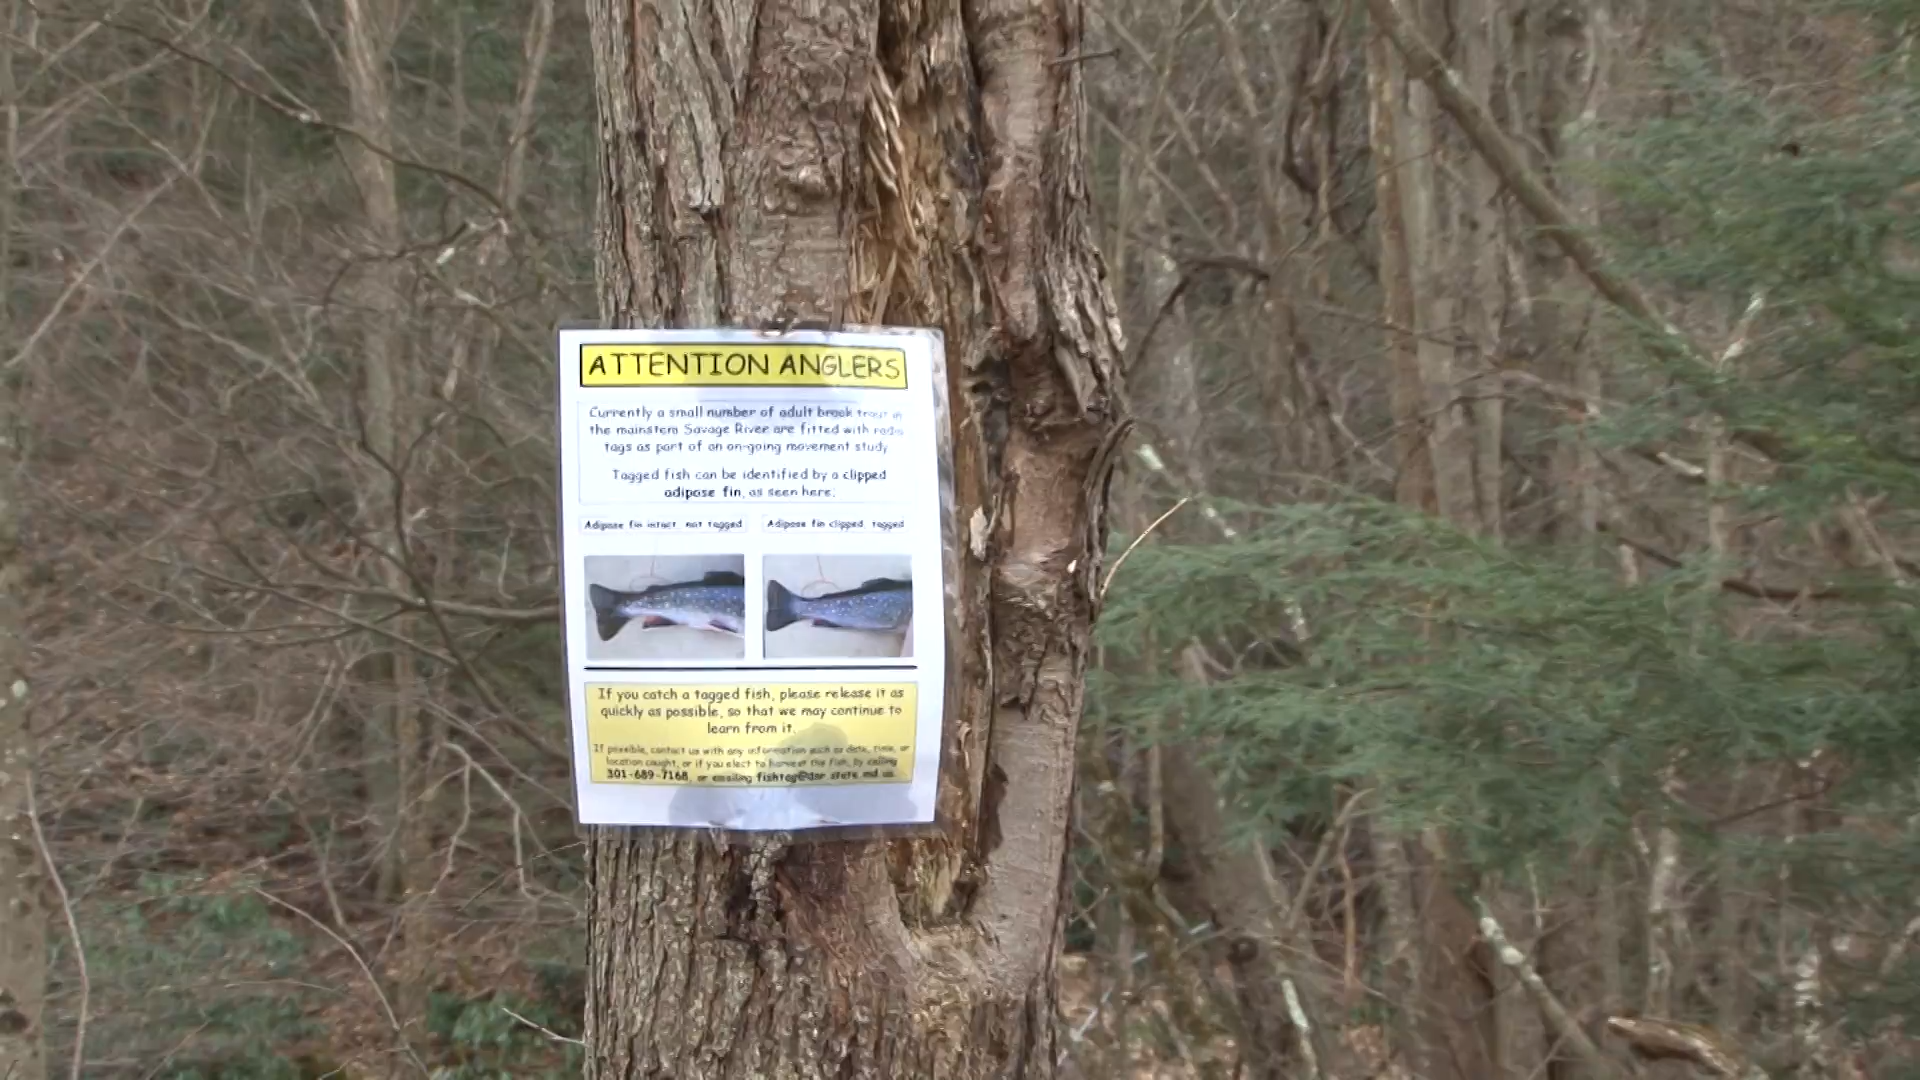 ATTENTION ANGLERS
Currently a small number of adult brook trout in
the mainstem Savage River are fitted with radio
tags as part of an on-going movement study
Tagged fish can be identified by a clipped
adipose fin, as seen here:
Adipose fin intact, not tagged
Adipose fin clipped, tagged
If you catch a tagged fish, please release it as
quickly as possible, so that we may continue to
learn from it.
If possible, contact us with any information such as date, time, or
location caught, or if you elect to harvest the fish, by calling
301-689-7168, or emailing fishtag@dnr.state.md.us